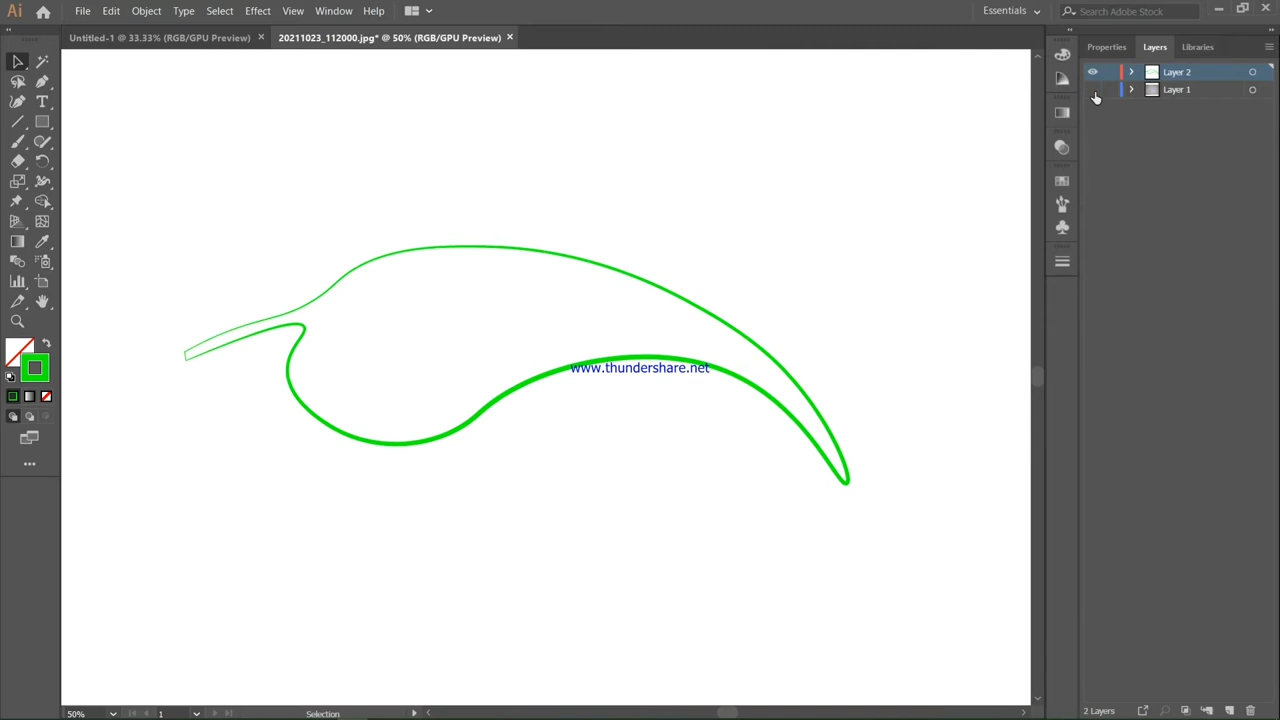 Ai File Edit Object Type Select Effect View Window Help Essentials Search Adobe Stock
Untitled-1 @ 33.33% (RGB/GPU Preview) × 20211023_112000.jpg* @ 50% (RGB/GPU Preview) ×
Properties Layers Libraries
Layer 2
Layer 1
www.thundershare.net
50% 1 Selection 2 Layers